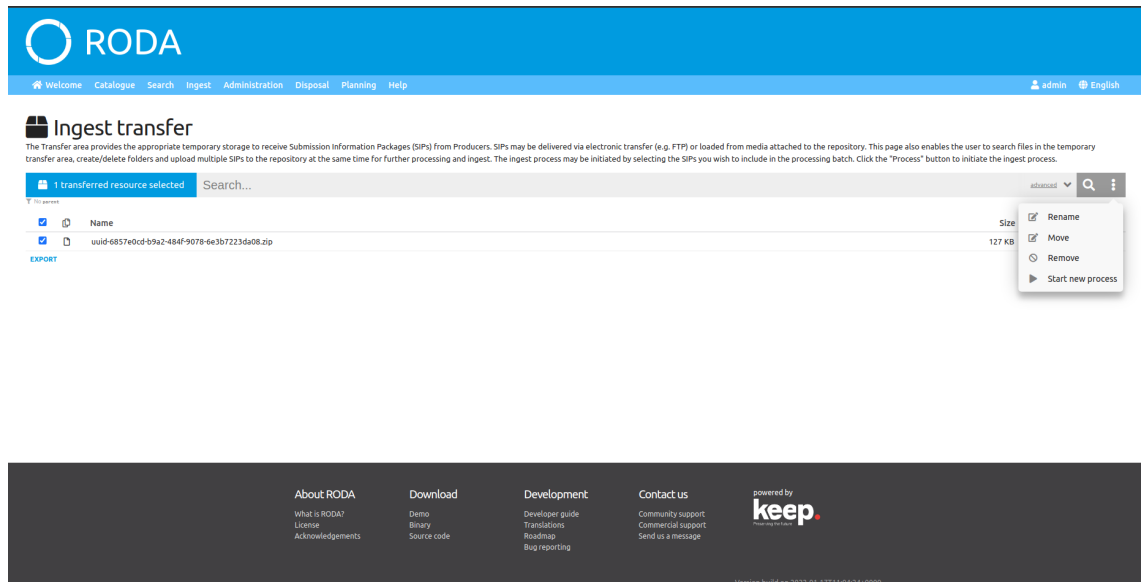 RODA
Welcome Catalogue Search Ingest Administration Disposal Planning Help admin English
Ingest transfer
The Transfer area provides the appropriate temporary storage to receive Submission Information Packages (SIPs) from Producers. SIPs may be delivered via electronic transfer (e.g. FTP) or loaded from media attached to the repository. This page also enables the user to search files in the temporary
transfer area, create/delete folders and upload multiple SIPs to the repository at the same time for further processing and ingest. The ingest process may be initiated by selecting the SIPs you wish to include in the processing batch. Click the "Process" button to initiate the ingest process.
1 transferred resource selected Search... advanced
No parent
Name Size
uuid-6857e0cd-b9a2-484f-9078-6e3b7223da08.zip 127 KB
EXPORT
Rename
Move
Remove
Start new process
About RODA
What is RODA?
License
Acknowledgements
Download
Demo
Binary
Source code
Development
Developer guide
Translations
Roadmap
Bug reporting
Contact us
Community support
Commercial support
Send us a message
powered by
keep.
Preserving the future